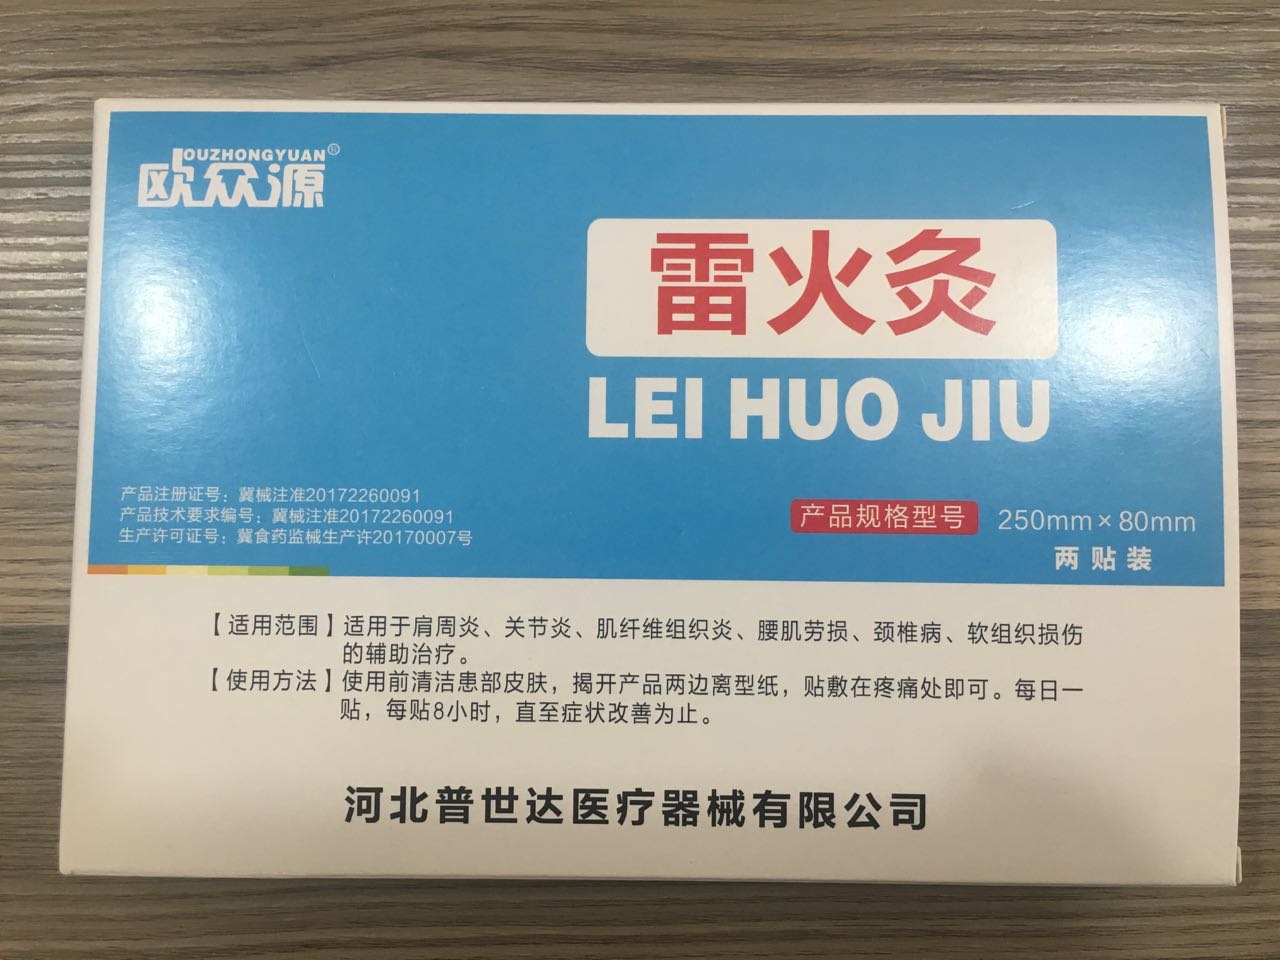 OUZHONGYUAN®
欧众源
雷火灸
LEI HUO JIU
产品注册证号：冀械注准20172260091
产品技术要求编号：冀械注准20172260091
生产许可证号：冀食药监械生产许20170007号
产品规格型号 250mm×80mm
两贴装
【适用范围】适用于肩周炎、关节炎、肌纤维组织炎、腰肌劳损、颈椎病、软组织损伤
的辅助治疗。
【使用方法】使用前清洁患部皮肤，揭开产品两边离型纸，贴敷在疼痛处即可。每日一
贴，每贴8小时，直至症状改善为止。
河北普世达医疗器械有限公司